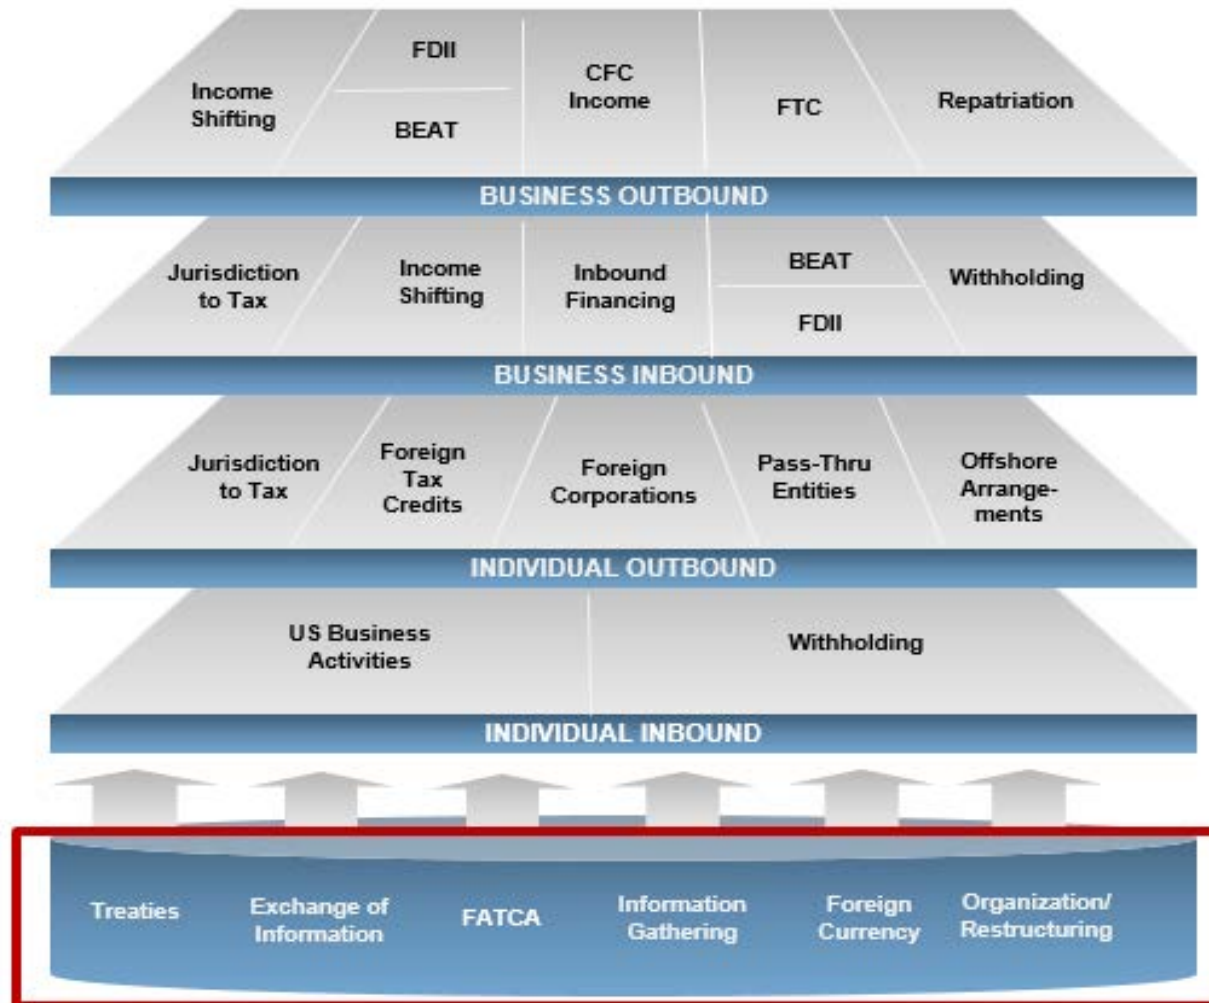 Income
Shifting
FDII
BEAT
CFC
Income
FTC
Repatriation
BUSINESS OUTBOUND
Jurisdiction
to Tax
Income
Shifting
Inbound
Financing
BEAT
FDII
Withholding
BUSINESS INBOUND
Jurisdiction
to Tax
Foreign
Tax
Credits
Foreign
Corporations
Pass-Thru
Entities
Offshore
Arrange-
ments
INDIVIDUAL OUTBOUND
US Business
Activities
Withholding
INDIVIDUAL INBOUND
Treaties
Exchange of
Information
FATCA
Information
Gathering
Foreign
Currency
Organization/
Restructuring